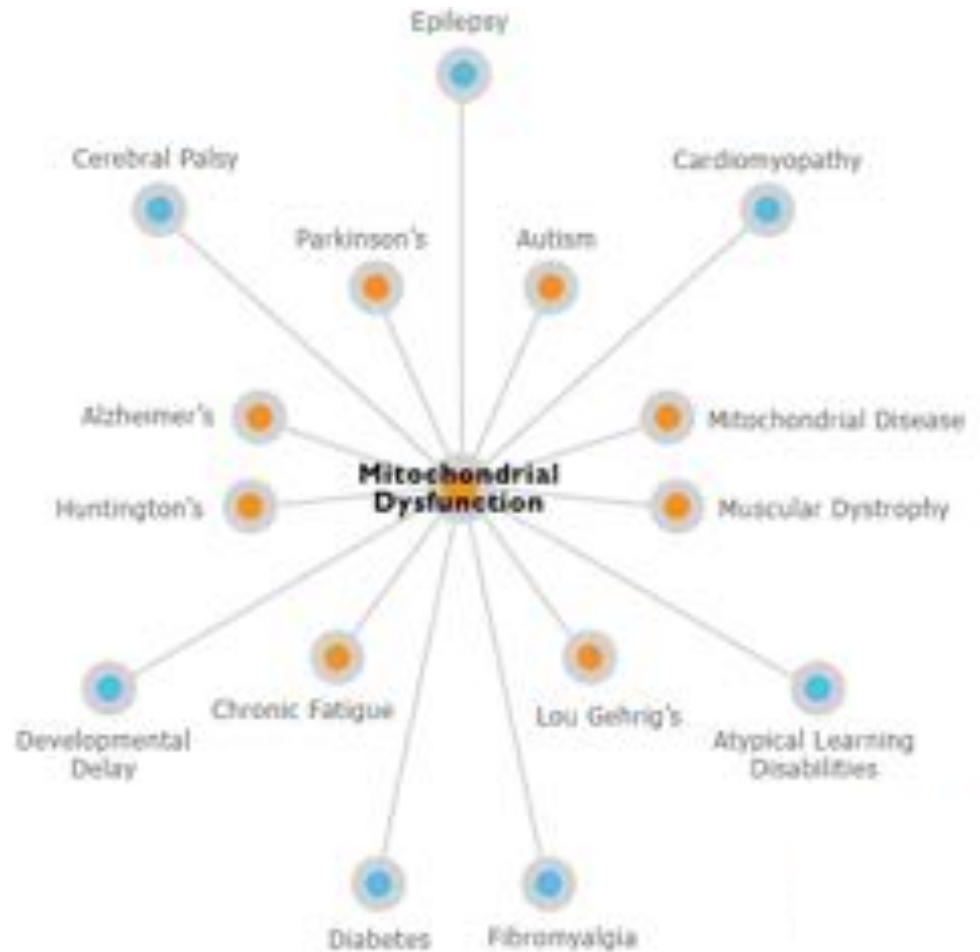 Epilepsy
Cerebral Palsy
Cardiomyopathy
Parkinson's
Autism
Alzheimer's
Mitochondrial Disease
Mitochondrial
Dysfunction
Huntington's
Muscular Dystrophy
Chronic Fatigue
Lou Gehrig's
Developmental
Delay
Atypical Learning
Disabilities
Diabetes
Fibromyalgia